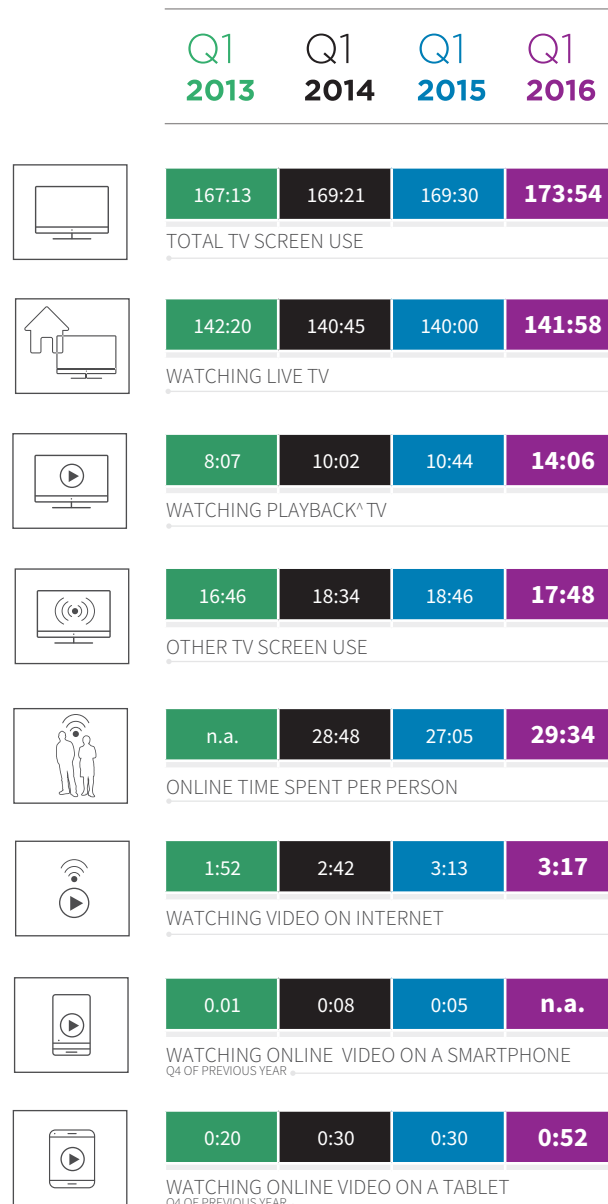 Q1 Q1 Q1 Q1
2013 2014 2015 2016
167:13 169:21 169:30 173:54
TOTAL TV SCREEN USE
142:20 140:45 140:00 141:58
WATCHING LIVE TV
8:07 10:02 10:44 14:06
WATCHING PLAYBACK^ TV
16:46 18:34 18:46 17:48
OTHER TV SCREEN USE
n.a. 28:48 27:05 29:34
ONLINE TIME SPENT PER PERSON
1:52 2:42 3:13 3:17
WATCHING VIDEO ON INTERNET
0.01 0:08 0:05 n.a.
WATCHING ONLINE VIDEO ON A SMARTPHONE
Q4 OF PREVIOUS YEAR
0:20 0:30 0:30 0:52
WATCHING ONLINE VIDEO ON A TABLET
Q4 OF PREVIOUS YEAR